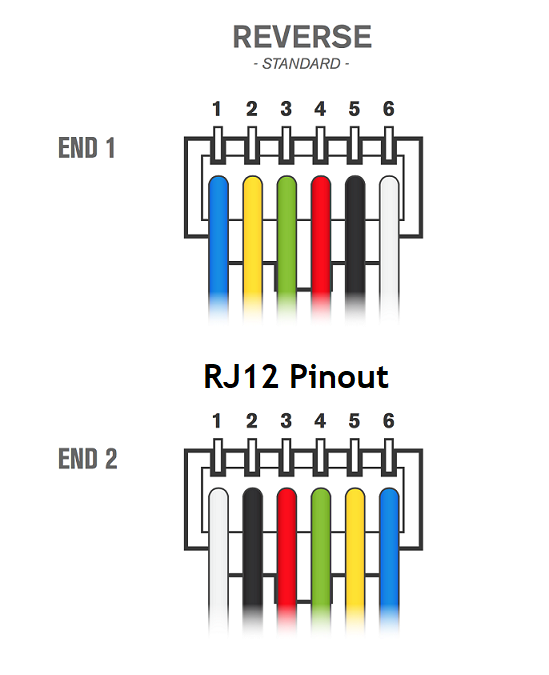 REVERSE
- STANDARD -
1 2 3 4 5 6
END 1
RJ12 Pinout
1 2 3 4 5 6
END 2